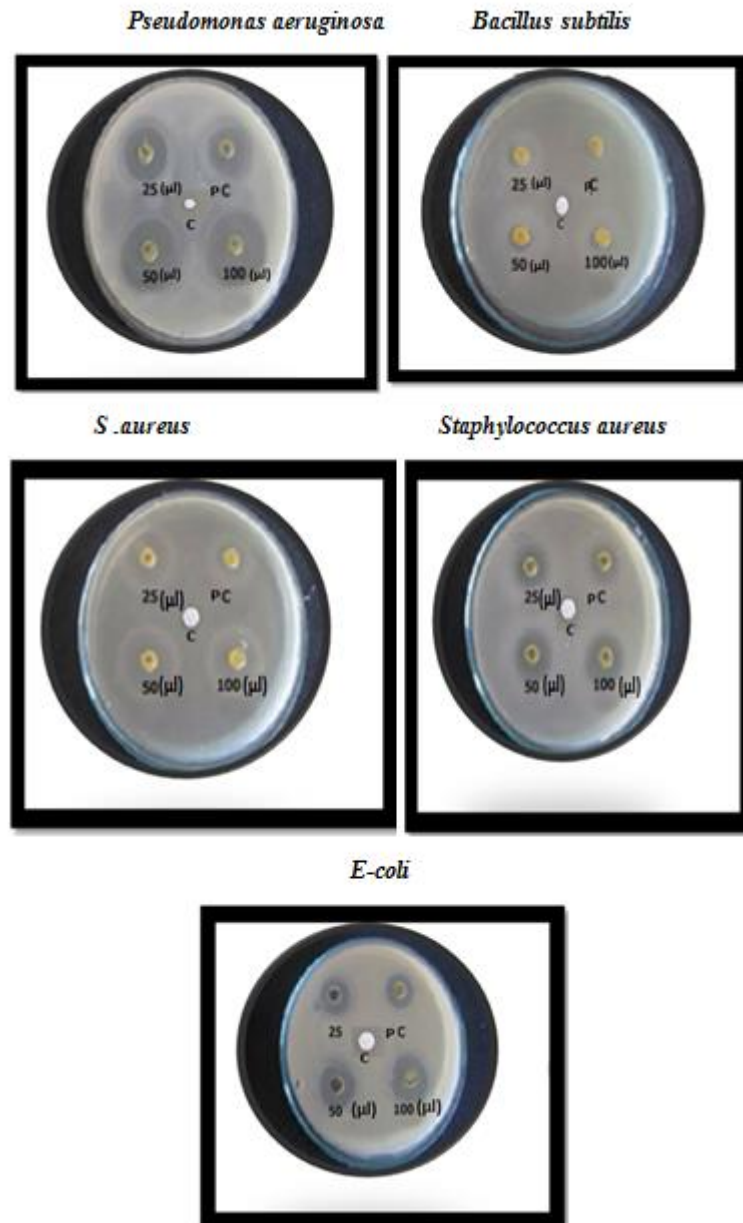 Pseudomonas aeruginosa
Bacillus subtilis
25 (µl) PC
C
50 (µl) 100 (µl)
25 (µl) PC
C
50 (µl) 100 (µl)
S .aureus
Staphylococcus aureus
25 (µl) PC
C
50 (µl) 100 (µl)
25 (µl) PC
C
50 (µl) 100 (µl)
E-coli
25 PC
C
50 (µl) 100 (µl)